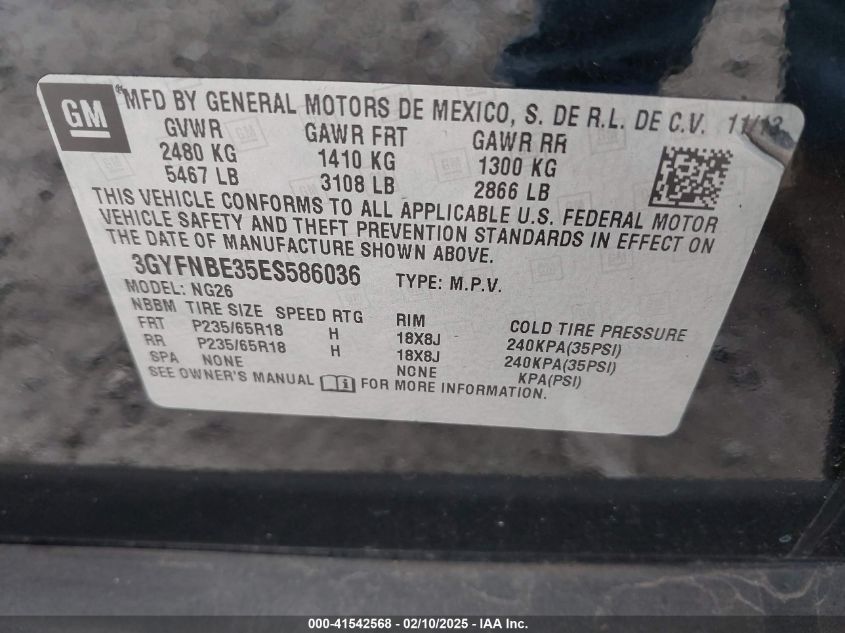 GM
® MFD BY GENERAL MOTORS DE MEXICO, S. DE R.L. DE C.V. 11/13
GVWR GAWR FRT GAWR RR
2480 KG 1410 KG 1300 KG
5467 LB 3108 LB 2866 LB
THIS VEHICLE CONFORMS TO ALL APPLICABLE U.S. FEDERAL MOTOR
VEHICLE SAFETY AND THEFT PREVENTION STANDARDS IN EFFECT ON
THE DATE OF MANUFACTURE SHOWN ABOVE.
3GYFNBE35ES586036 TYPE: M.P.V.
MODEL: NG26
NBBM TIRE SIZE SPEED RTG RIM COLD TIRE PRESSURE
FRT P235/65R18 H 18X8J 240KPA(35PSI)
RR P235/65R18 H 18X8J 240KPA(35PSI)
SPA NONE NONE KPA(PSI)
SEE OWNER'S MANUAL i FOR MORE INFORMATION.
000-41542568 - 02/10/2025 - IAA Inc.